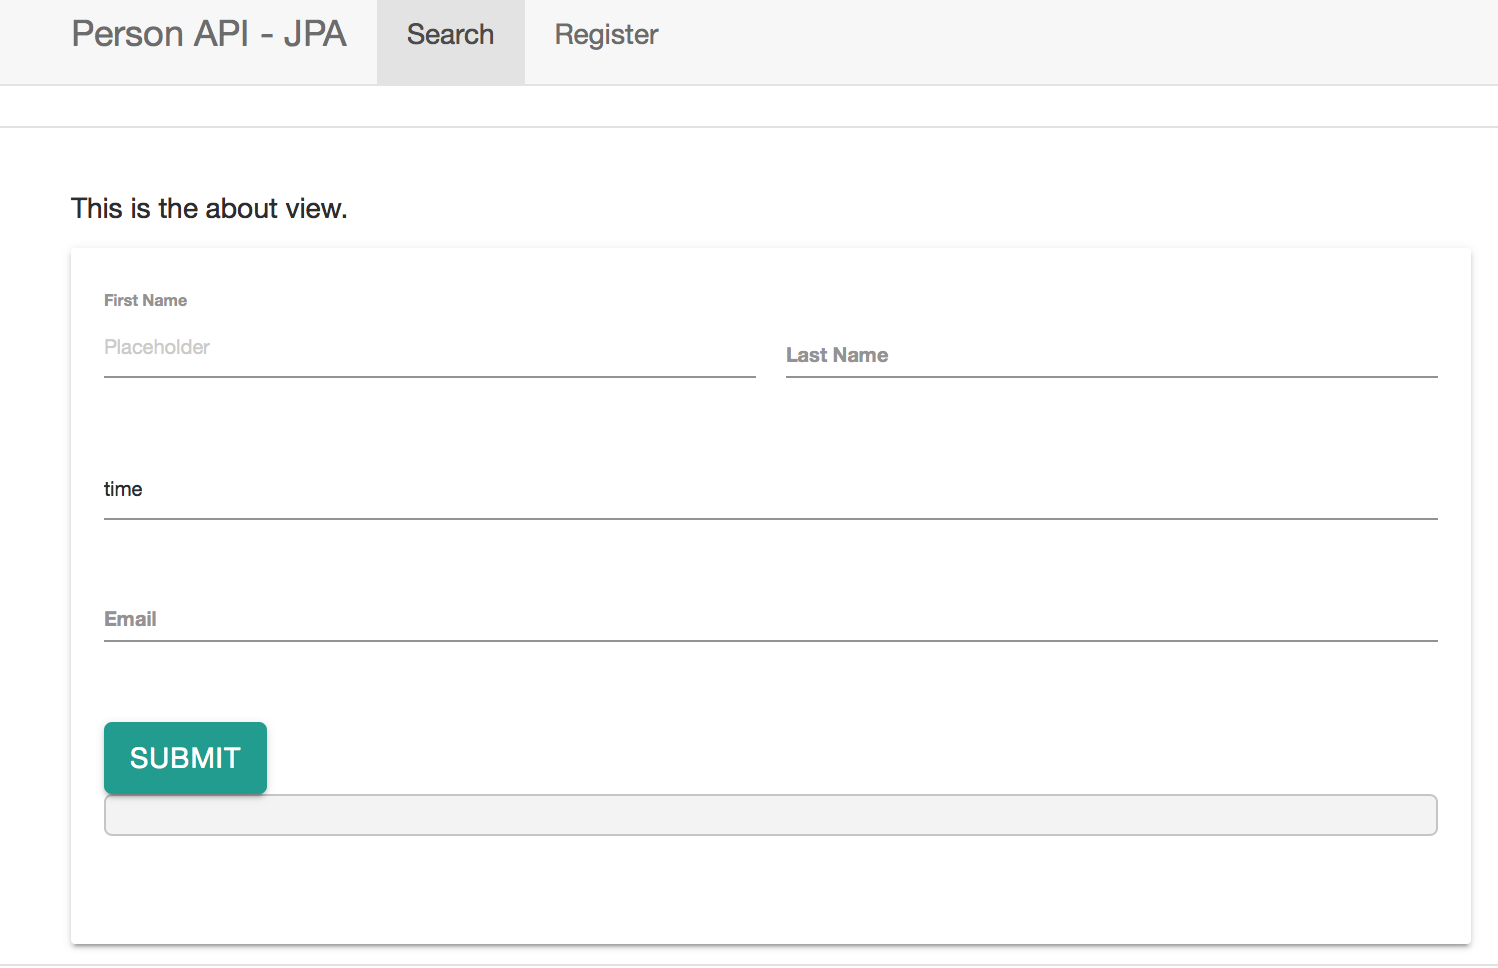 Person API - JPA Search Register
This is the about view.
First Name
Placeholder
Last Name
time
Email
SUBMIT